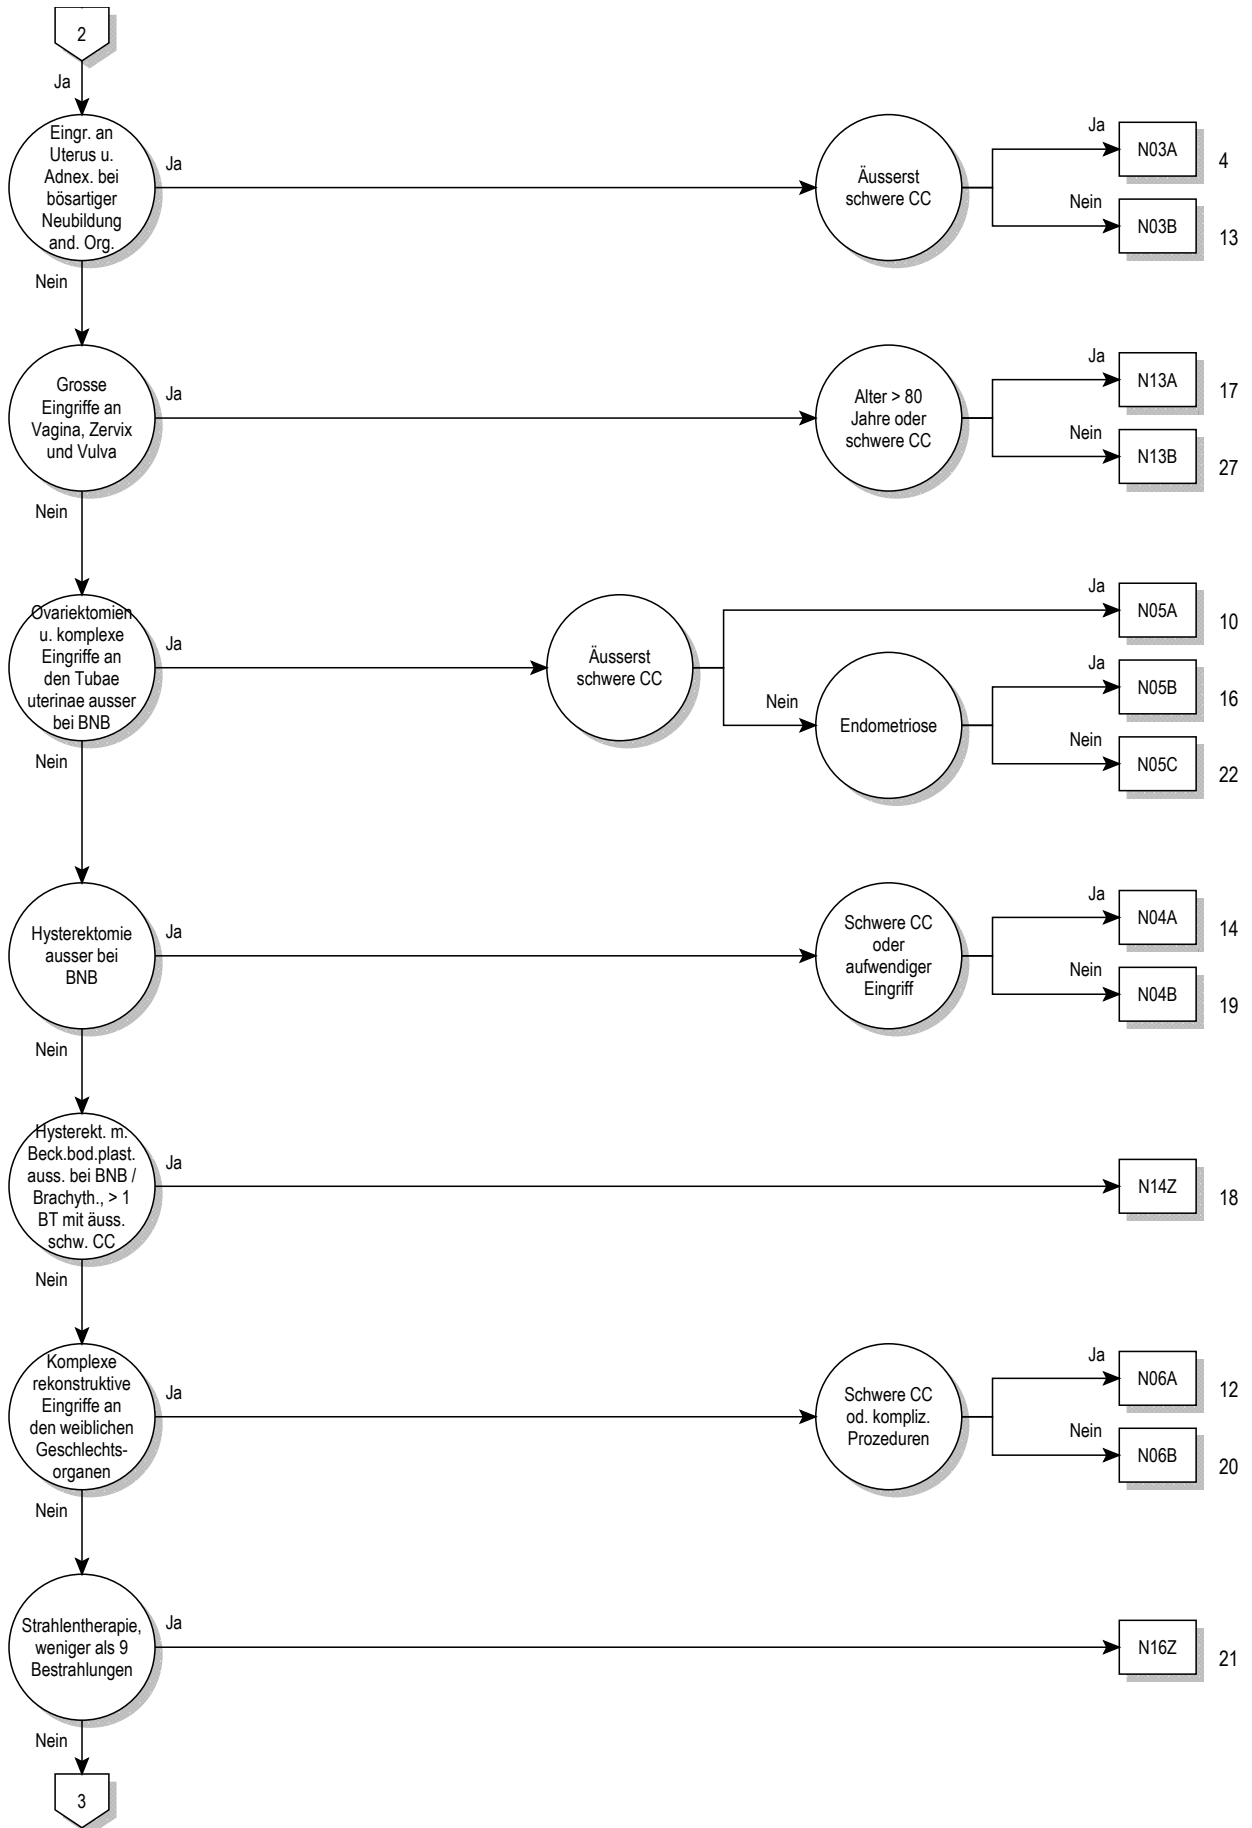 2
Ja
Eingr. an
Uterus u.
Adnex. bei
bösartiger
Neubildung
and. Org.
Ja
Äusserst
schwere CC
Ja
N03A
4
Nein
N03B
13
Nein
Grosse
Eingriffe an
Vagina, Zervix
und Vulva
Ja
Alter > 80
Jahre oder
schwere CC
Ja
N13A
17
Nein
N13B
27
Nein
Ovariektomien
u. komplexe
Eingriffe an
den Tubae
uterinae ausser
bei BNB
Ja
Äusserst
schwere CC
Ja
N05A
10
Nein
Endometriose
Ja
N05B
16
Nein
N05C
22
Nein
Hysterektomie
ausser bei
BNB
Ja
Schwere CC
oder
aufwendiger
Eingriff
Ja
N04A
14
Nein
N04B
19
Nein
Hysterekt. m.
Beck.bod.plast.
auss. bei BNB /
Brachyth., > 1
BT mit äuss.
schw. CC
Ja
N14Z
18
Nein
Komplexe
rekonstruktive
Eingriffe an
den weiblichen
Geschlechts-
organen
Ja
Schwere CC
od. kompliz.
Prozeduren
Ja
N06A
12
Nein
N06B
20
Nein
Strahlentherapie,
weniger als 9
Bestrahlungen
Ja
N16Z
21
Nein
3